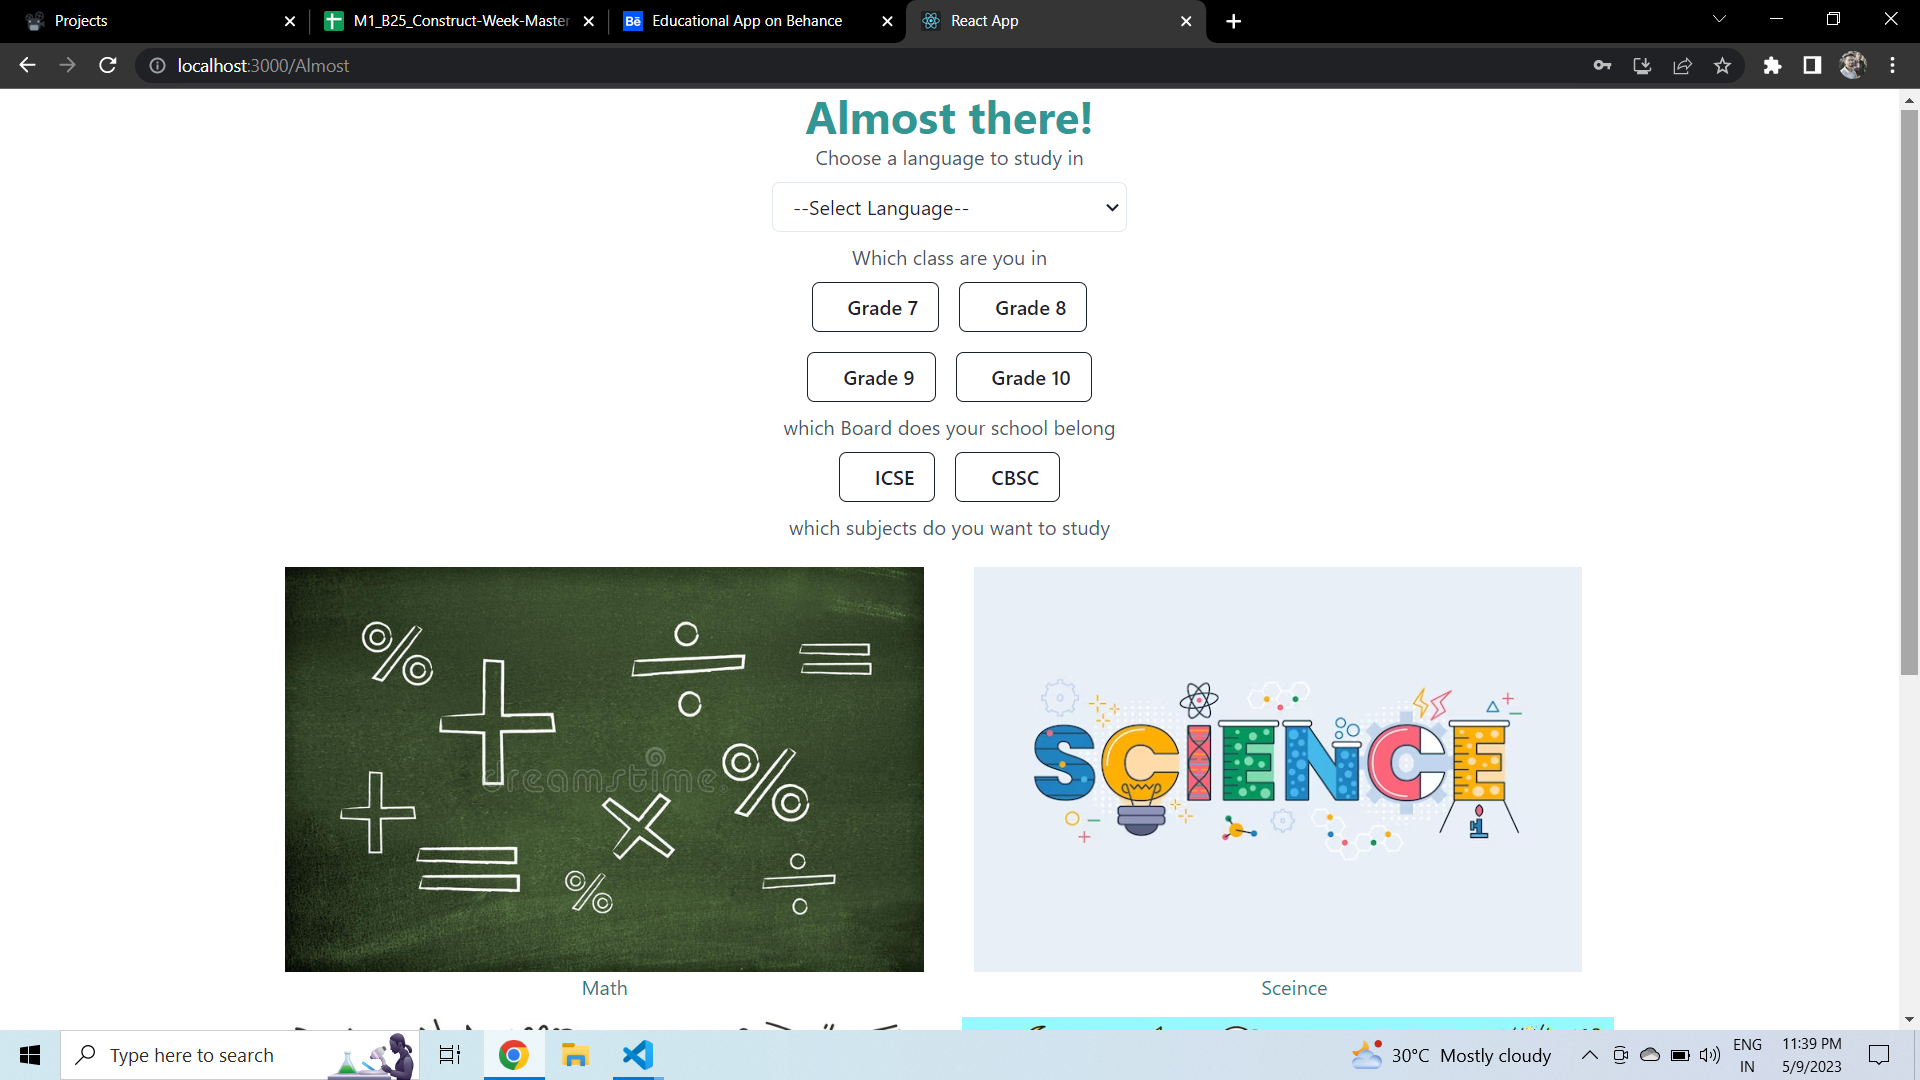 Projects
M1_B25_Construct-Week-Master
Bē
Educational App on Behance
React App
localhost:3000/Almost
Almost there!
Choose a language to study in
--Select Language--
Which class are you in
Grade 7
Grade 8
Grade 9
Grade 10
which Board does your school belong
ICSE
CBSC
which subjects do you want to study
% + ÷ =
dreamstime
%
+ ×
= % ÷
SCIENCE
Math
Sceince
Type here to search
30°C Mostly cloudy
ENG
IN
11:39 PM
5/9/2023